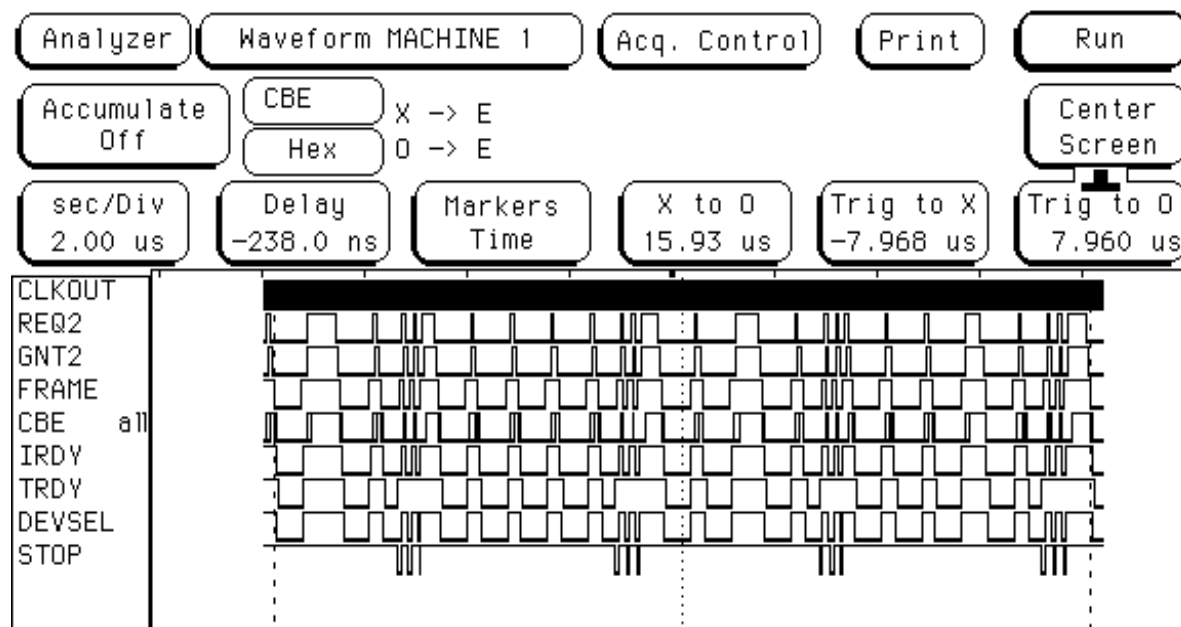 Analyzer Waveform MACHINE 1 Acq. Control Print Run
Accumulate Off CBE X -> E Center Screen
Hex O -> E
sec/Div Delay Markers X to O Trig to X Trig to O
2.00 us -238.0 ns Time 15.93 us -7.968 us 7.960 us
CLKOUT
REQ2
GNT2
FRAME
CBE all
IRDY
TRDY
DEVSEL
STOP